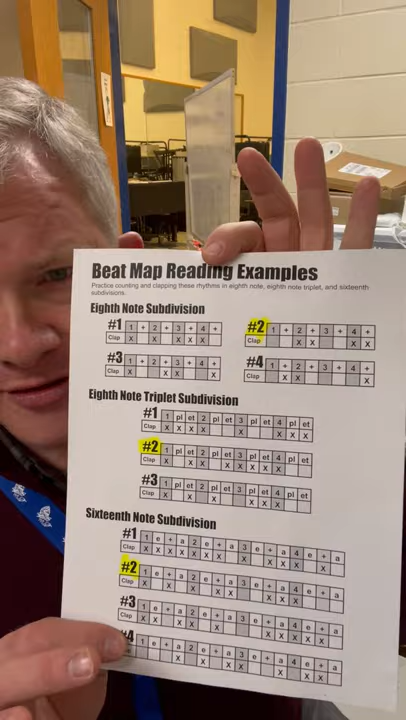 Beat Map Reading Examples
Practice counting and clapping these rhythms in eighth note, eighth note triplet, and sixteenth
subdivisions.
Eighth Note Subdivision
#1 1 + 2 + 3 + 4 +
Clap X X X X X
#2 1 + 2 + 3 + 4 +
Clap X X X X
#3 1 + 2 + 3 + 4 +
Clap X X X X
#4 1 + 2 + 3 + 4 +
Clap X X X
Eighth Note Triplet Subdivision
#1 1 pl et 2 pl et 3 pl et 4 pl et
Clap X X X X X X X
#2 1 pl et 2 pl et 3 pl et 4 pl et
Clap X X X X X X X X
#3 1 pl et 2 pl et 3 pl et 4 pl et
Clap
Sixteenth Note Subdivision
#1 1 e + a 2 e + a 3 e + a 4 e + a
Clap
#2 1 e + a 2 e + a 3 e + a 4 e + a
Clap
#3 1 e + a 2 e + a 3 e + a 4 e + a
Clap
#4 1 e + a 2 e + a 3 e + a 4 e + a